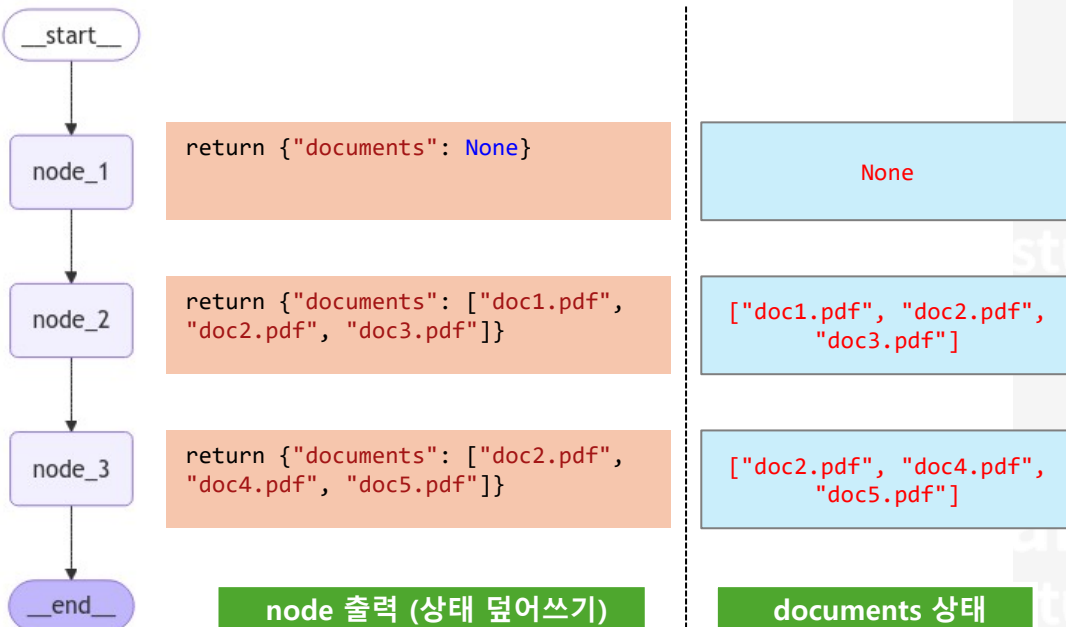 __start__
node_1
return {"documents": None}
None
node_2
return {"documents": ["doc1.pdf",
"doc2.pdf", "doc3.pdf"]}
["doc1.pdf", "doc2.pdf",
"doc3.pdf"]
node_3
return {"documents": ["doc2.pdf",
"doc4.pdf", "doc5.pdf"]}
["doc2.pdf", "doc4.pdf",
"doc5.pdf"]
__end__
node 출력 (상태 덮어쓰기)
documents 상태